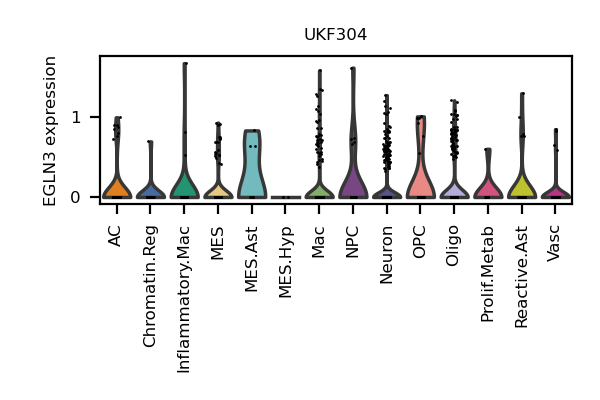 UKF304
EGLN3 expression
1
0
AC
Chromatin.Reg
Inflammatory.Mac
MES
MES.Ast
MES.Hyp
Mac
NPC
Neuron
OPC
Oligo
Prolif.Metab
Reactive.Ast
Vasc